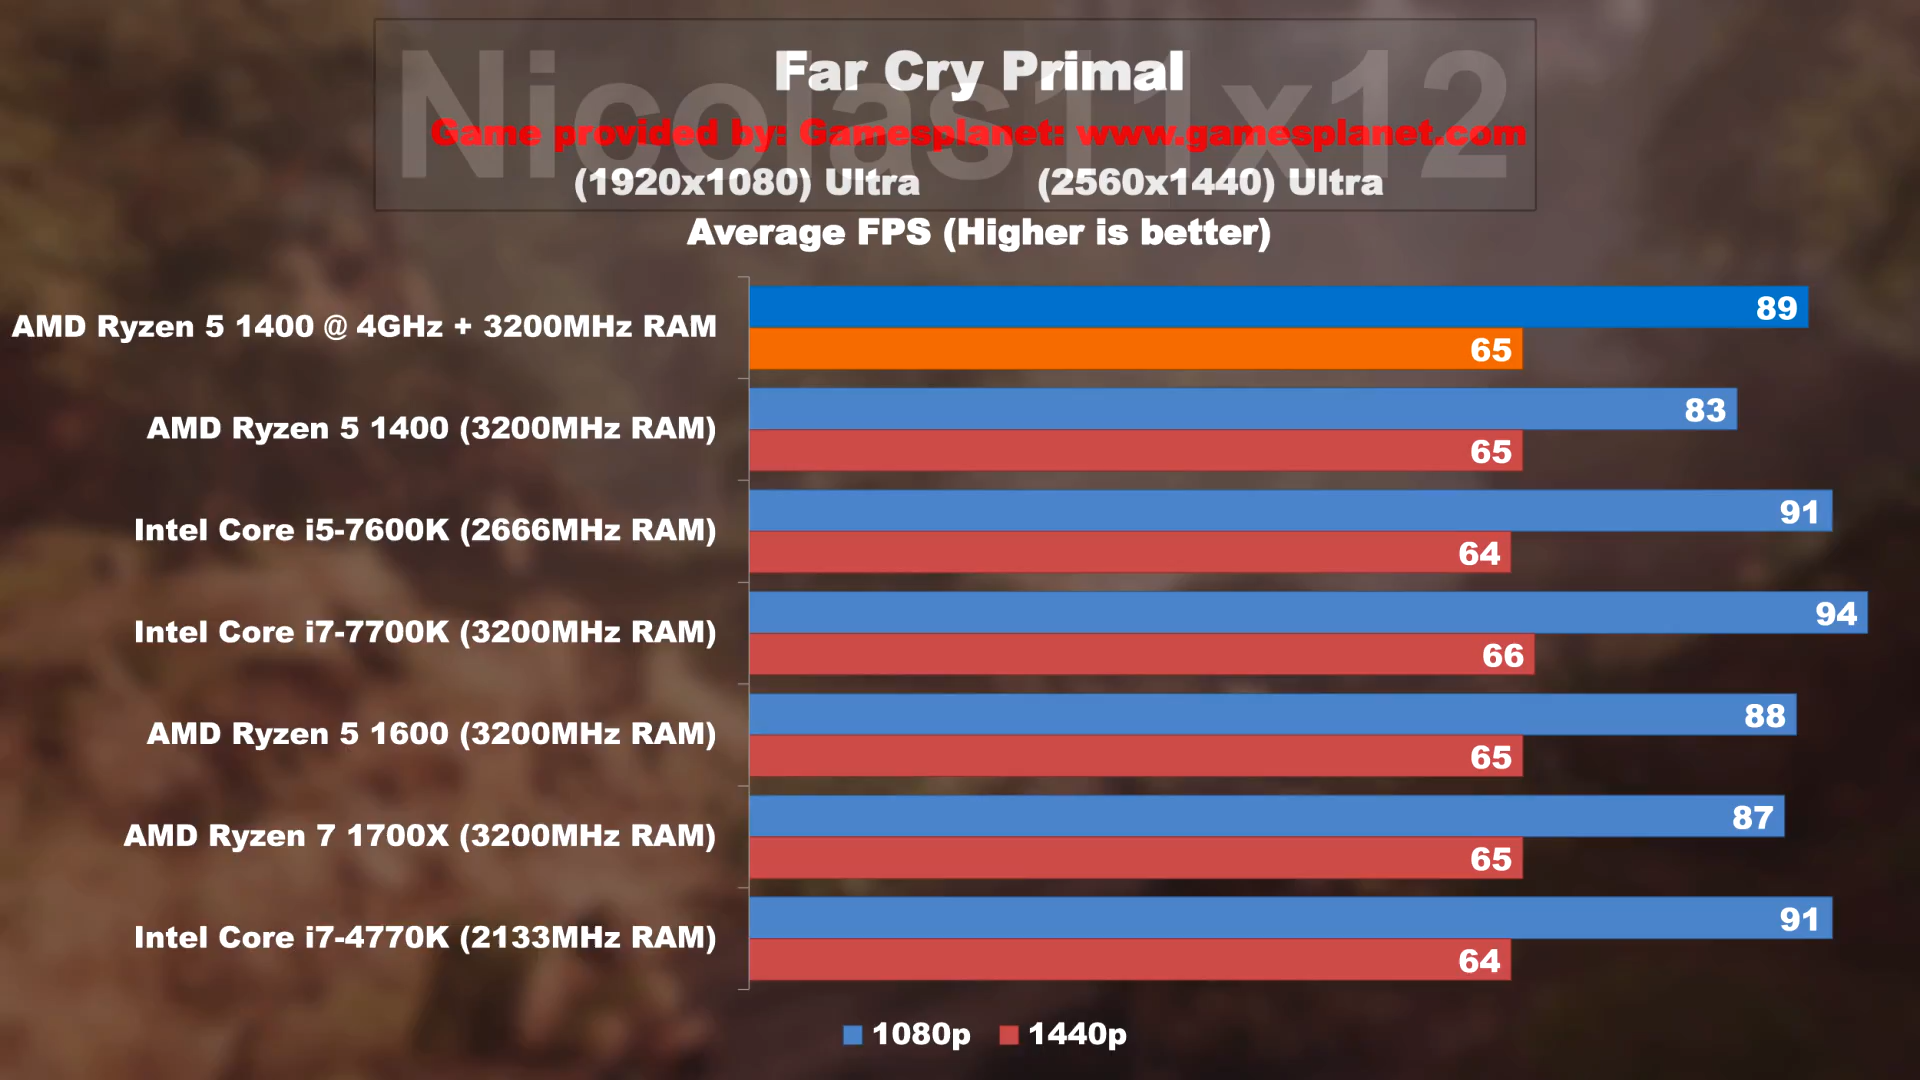 Nicolas11x12
Far Cry Primal
Game provided by: Gamesplanet: www.gamesplanet.com
(1920x1080) Ultra (2560x1440) Ultra
Average FPS (Higher is better)
AMD Ryzen 5 1400 @ 4GHz + 3200MHz RAM
89
65
AMD Ryzen 5 1400 (3200MHz RAM)
83
65
Intel Core i5-7600K (2666MHz RAM)
91
64
Intel Core i7-7700K (3200MHz RAM)
94
66
AMD Ryzen 5 1600 (3200MHz RAM)
88
65
AMD Ryzen 7 1700X (3200MHz RAM)
87
65
Intel Core i7-4770K (2133MHz RAM)
91
64
1080p 1440p